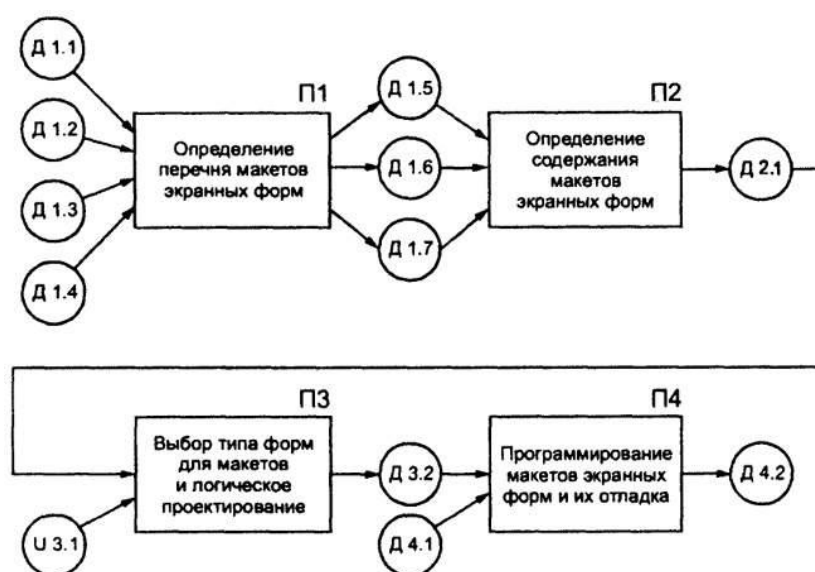 Д 1.1
Д 1.2
Д 1.3
Д 1.4
П1
Определение
перечня макетов
экранных форм
Д 1.5
Д 1.6
Д 1.7
П2
Определение
содержания
макетов
экранных форм
Д 2.1
П3
Выбор типа форм
для макетов
и логическое
проектирование
U 3.1
Д 3.2
Д 4.1
П4
Программирование
макетов экранных
форм и их отладка
Д 4.2